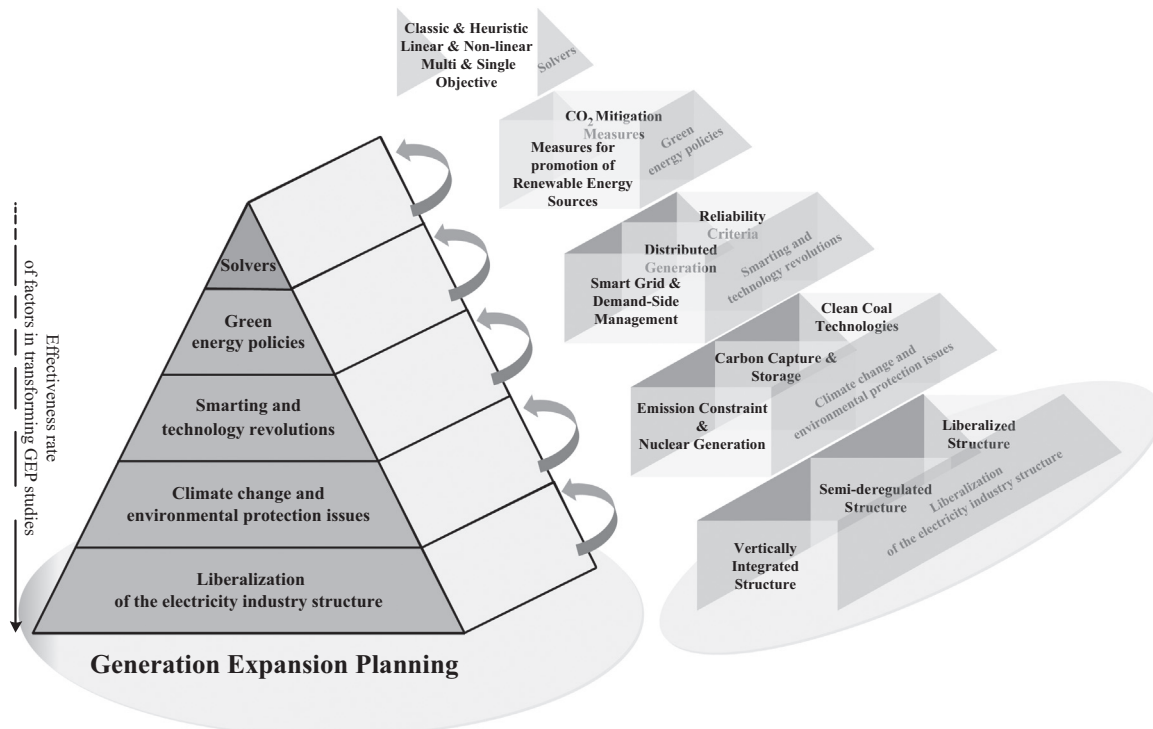 Classic & Heuristic
Linear & Non-linear
Multi & Single
Objective
Solvers
CO2 Mitigation
Measures
Measures for
promotion of
Renewable Energy
Sources
Green
energy policies
Reliability
Criteria
Distributed
Generation
Smart Grid &
Demand-Side
Management
Smarting and
technology revolutions
Clean Coal
Technologies
Carbon Capture &
Storage
Emission Constraint
&
Nuclear Generation
Climate change and
environmental protection issues
Liberalized
Structure
Semi-deregulated
Structure
Vertically
Integrated
Structure
Liberalization
of the electricity industry structure
Solvers
Green
energy policies
Smarting and
technology revolutions
Climate change and
environmental protection issues
Liberalization
of the electricity industry structure
Effectiveness rate
of factors in transforming GEP studies
Generation Expansion Planning